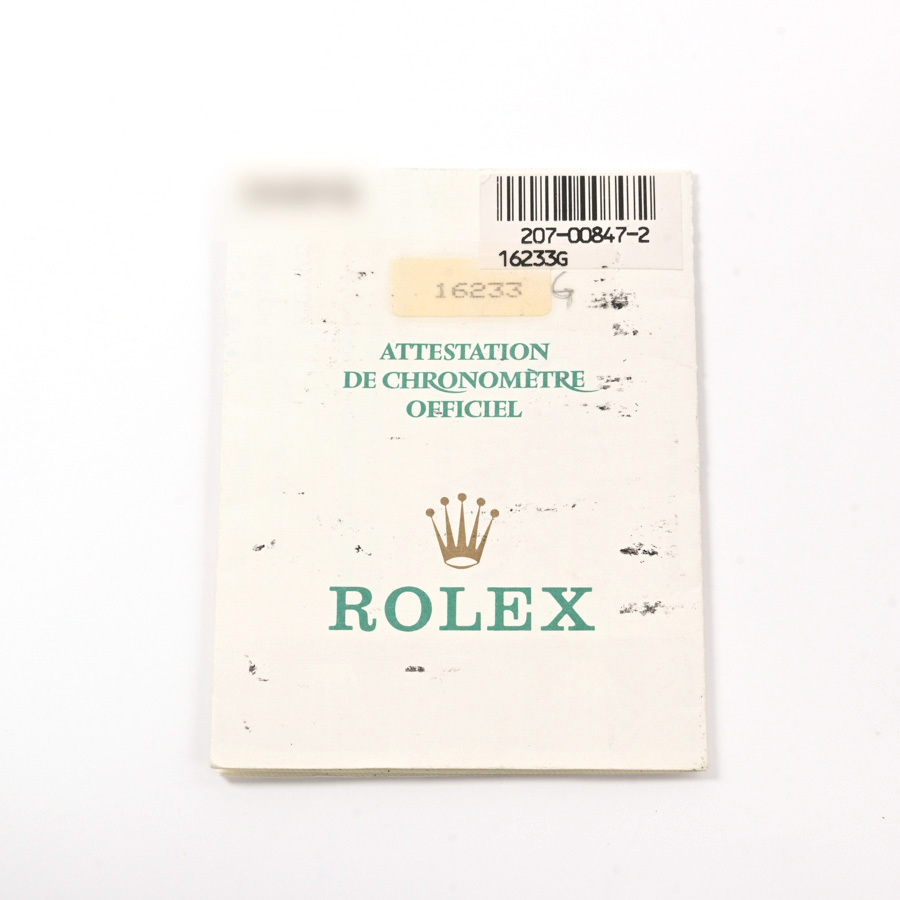 207-00847-2
16233G
16233 G
ATTESTATION
DE CHRONOMÈTRE
OFFICIEL
ROLEX